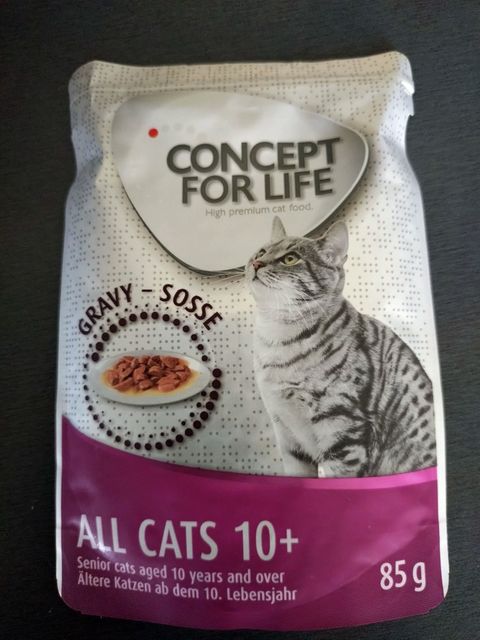 CONCEPT
FOR LIFE
High premium cat food.
GRAVY – SOSSE
ALL CATS 10+
Senior cats aged 10 years and over
Ältere Katzen ab dem 10. Lebensjahr
85 g